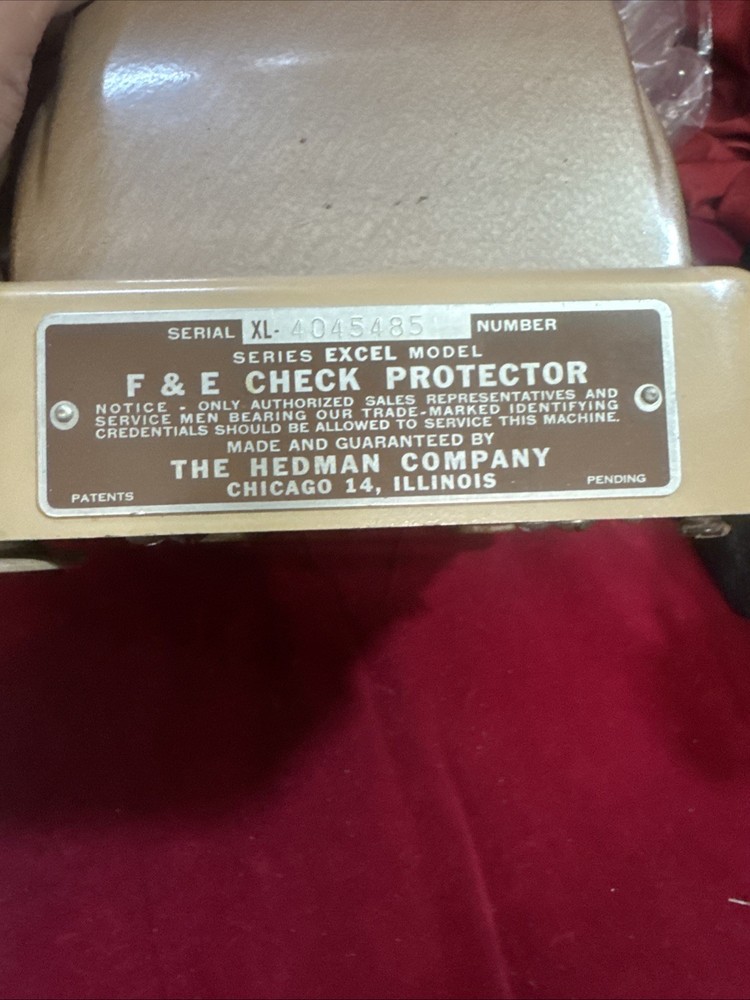 SERIAL XL- 4045485 NUMBER
SERIES EXCEL MODEL
F & E CHECK PROTECTOR
NOTICE - ONLY AUTHORIZED SALES REPRESENTATIVES AND
SERVICE MEN BEARING OUR TRADE-MARKED IDENTIFYING
CREDENTIALS SHOULD BE ALLOWED TO SERVICE THIS MACHINE.
MADE AND GUARANTEED BY
THE HEDMAN COMPANY
CHICAGO 14, ILLINOIS
PATENTS PENDING